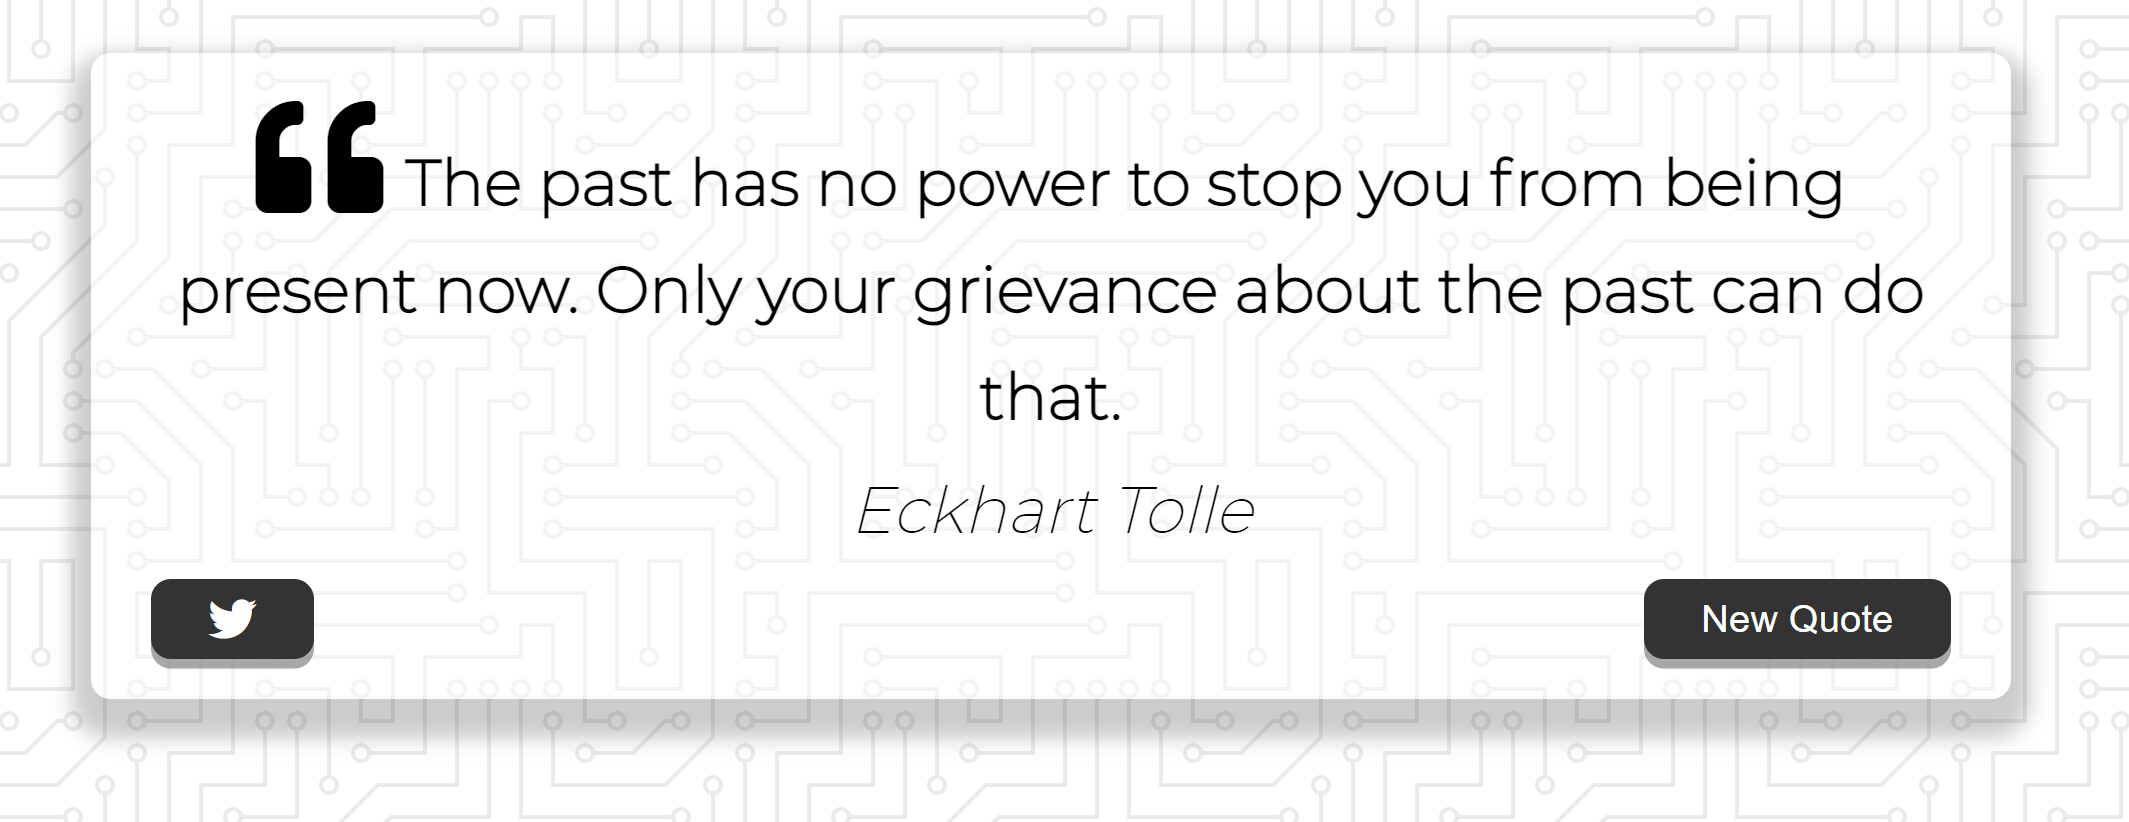 The past has no power to stop you from being
present now. Only your grievance about the past can do
that.
Eckhart Tolle
New Quote